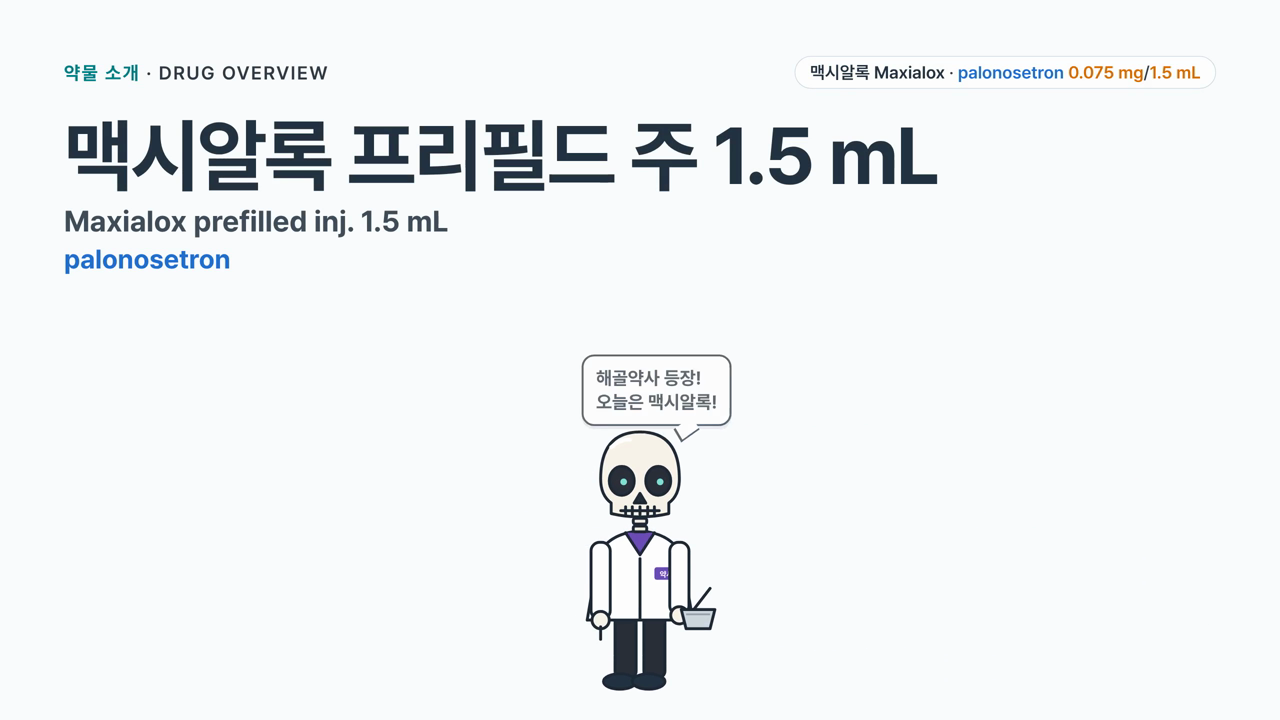 약물 소개 · DRUG OVERVIEW
맥시알록 Maxialox · palonosetron 0.075 mg/1.5 mL
맥시알록 프리필드 주 1.5 mL
Maxialox prefilled inj. 1.5 mL
palonosetron
해골약사 등장!
오늘은 맥시알록!